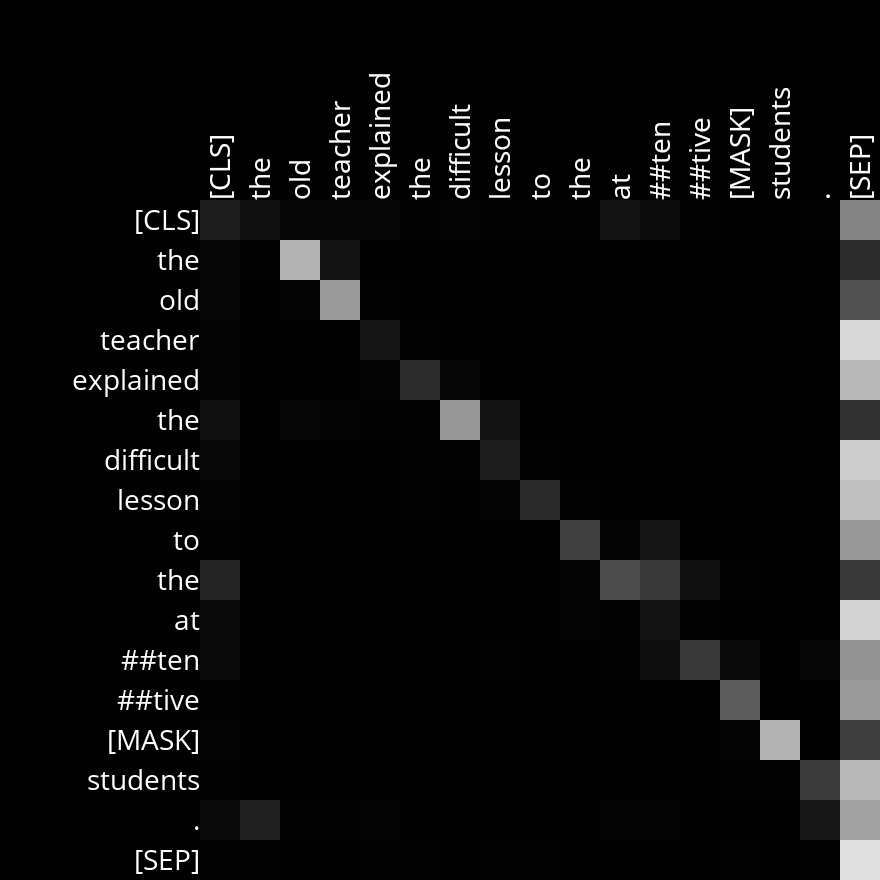 [CLS] the old teacher explained the difficult lesson to the at ##ten ##tive [MASK] students . [SEP]
[CLS]
the
old
teacher
explained
the
difficult
lesson
to
the
at
##ten
##tive
[MASK]
students
.
[SEP]